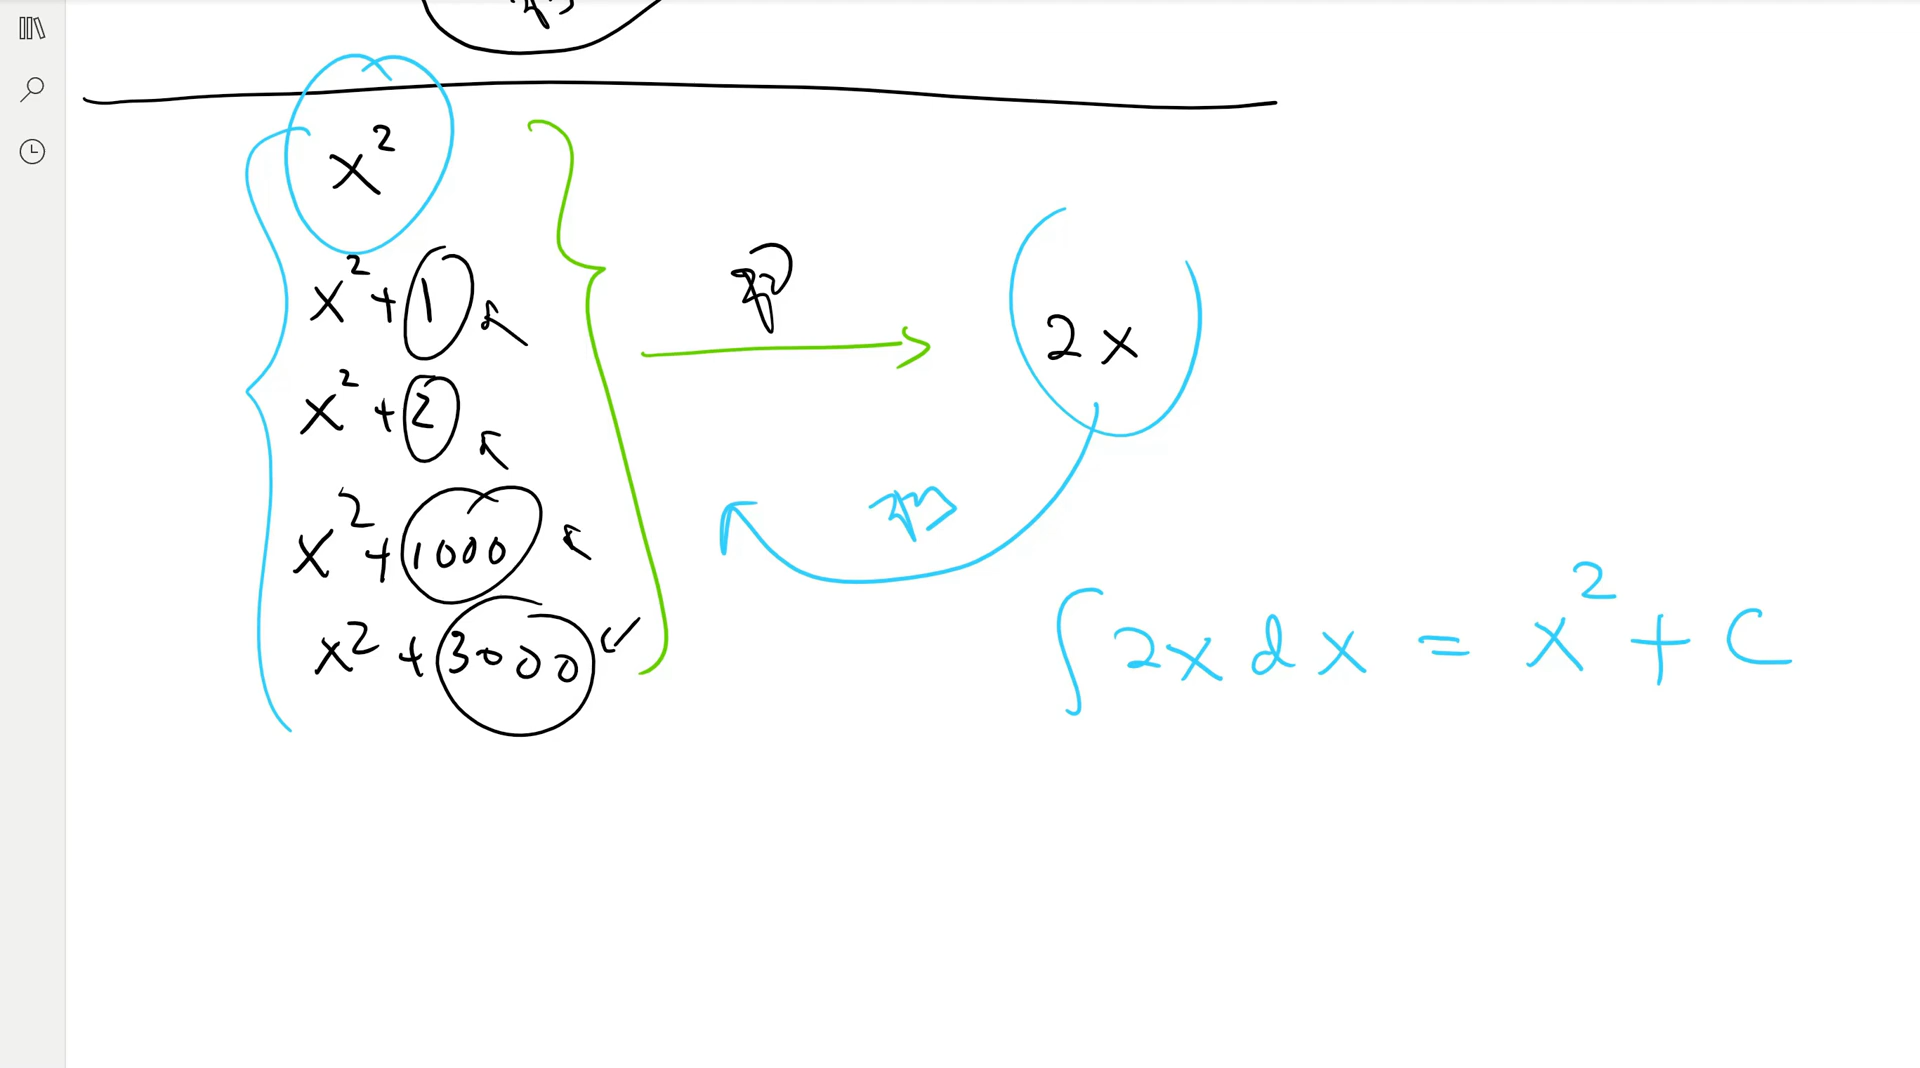 x²
x² + 1
x² + 2
x² + 1000
x² + 3000
2x
∫ 2x dx = x² + C